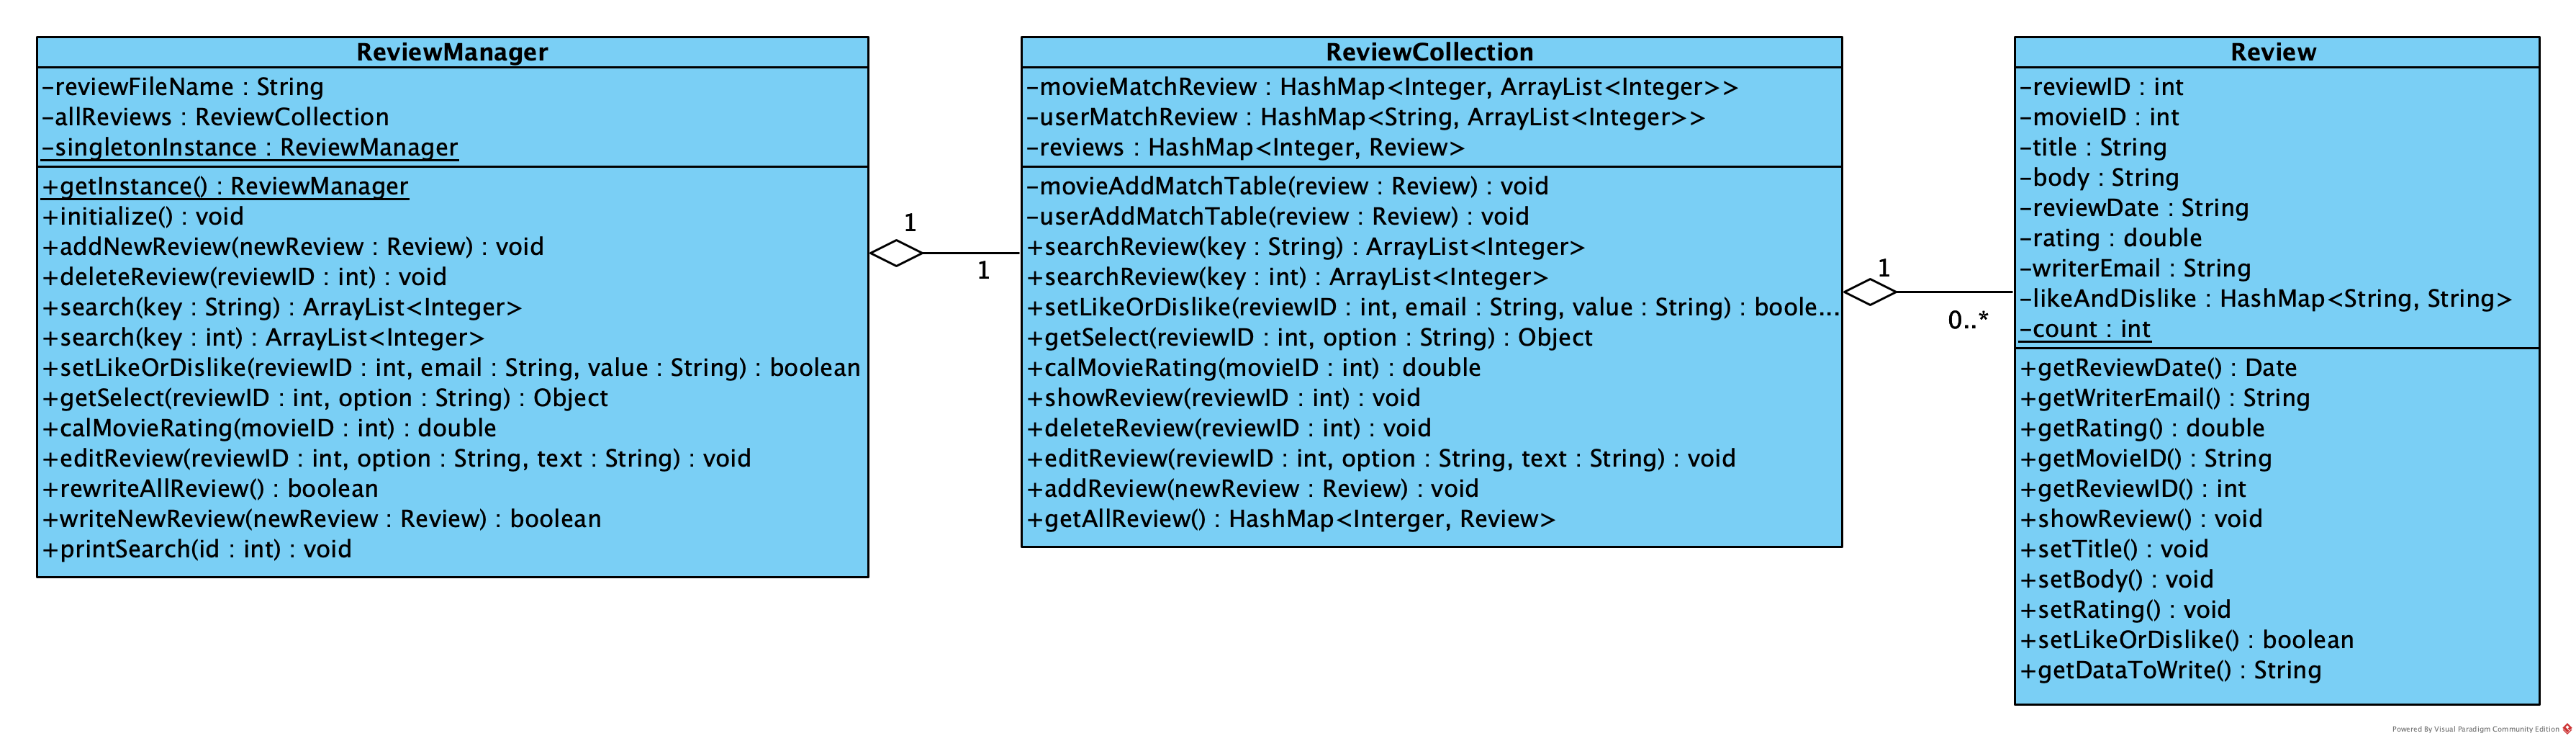 ReviewManager
-reviewFileName : String
-allReviews : ReviewCollection
-singletonInstance : ReviewManager
+getInstance() : ReviewManager
+initialize() : void
+addNewReview(newReview : Review) : void
+deleteReview(reviewID : int) : void
+search(key : String) : ArrayList<Integer>
+search(key : int) : ArrayList<Integer>
+setLikeOrDislike(reviewID : int, email : String, value : String) : boolean
+getSelect(reviewID : int, option : String) : Object
+calMovieRating(movieID : int) : double
+editReview(reviewID : int, option : String, text : String) : void
+rewriteAllReview() : boolean
+writeNewReview(newReview : Review) : boolean
+printSearch(id : int) : void
1
1
ReviewCollection
-movieMatchReview : HashMap<Integer, ArrayList<Integer>>
-userMatchReview : HashMap<String, ArrayList<Integer>>
-reviews : HashMap<Integer, Review>
-movieAddMatchTable(review : Review) : void
-userAddMatchTable(review : Review) : void
+searchReview(key : String) : ArrayList<Integer>
+searchReview(key : int) : ArrayList<Integer>
+setLikeOrDislike(reviewID : int, email : String, value : String) : boole...
+getSelect(reviewID : int, option : String) : Object
+calMovieRating(movieID : int) : double
+showReview(reviewID : int) : void
+deleteReview(reviewID : int) : void
+editReview(reviewID : int, option : String, text : String) : void
+addReview(newReview : Review) : void
+getAllReview() : HashMap<Interger, Review>
1
0..*
Review
-reviewID : int
-movieID : int
-title : String
-body : String
-reviewDate : String
-rating : double
-writerEmail : String
-likeAndDislike : HashMap<String, String>
-count : int
+getReviewDate() : Date
+getWriterEmail() : String
+getRating() : double
+getMovieID() : String
+getReviewID() : int
+showReview() : void
+setTitle() : void
+setBody() : void
+setRating() : void
+setLikeOrDislike() : boolean
+getDataToWrite() : String
Powered By Visual Paradigm Community Edition